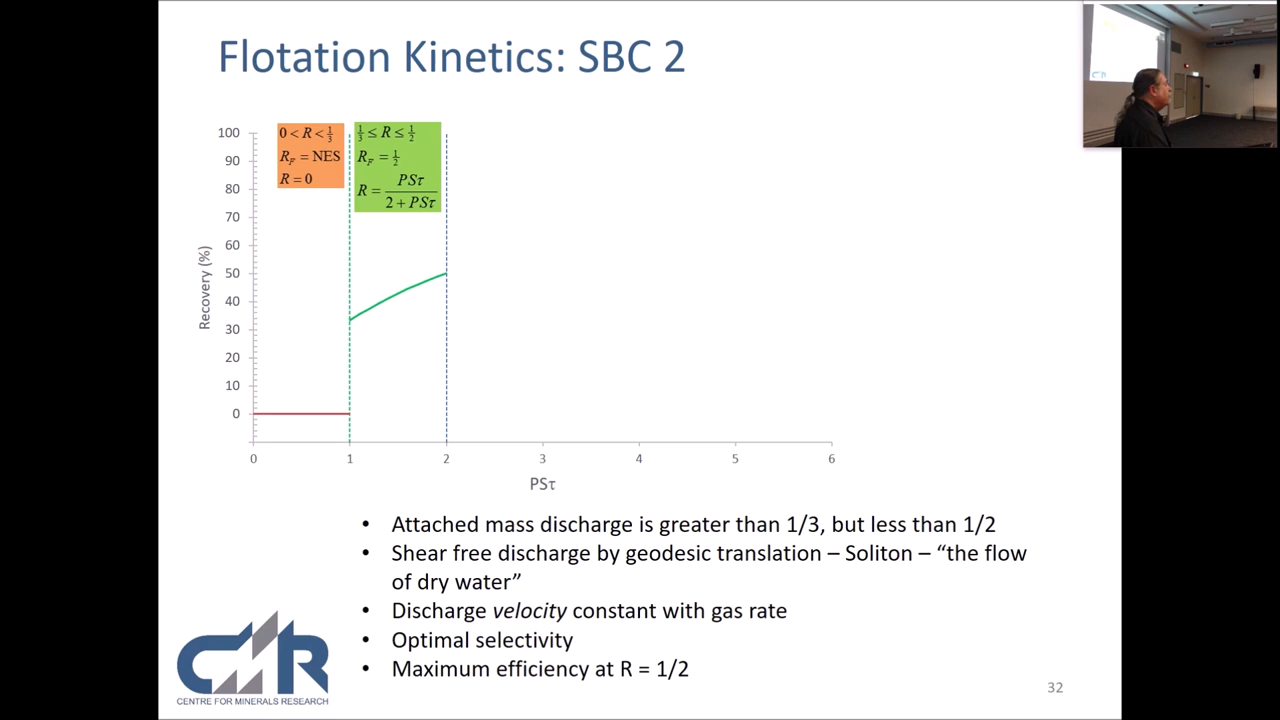 Flotation Kinetics: SBC 2
0 < R < 1/3
R_F = NES
R = 0
1/3 ≤ R ≤ 1/2
R_F = 1/2
R = PSτ / (2 + PSτ)
100
90
80
70
60
50
40
30
20
10
0
Recovery (%)
0 1 2 3 4 5 6
PSτ
• Attached mass discharge is greater than 1/3, but less than 1/2
• Shear free discharge by geodesic translation – Soliton – “the flow
of dry water”
• Discharge velocity constant with gas rate
• Optimal selectivity
• Maximum efficiency at R = 1/2
CMR
CENTRE FOR MINERALS RESEARCH
32